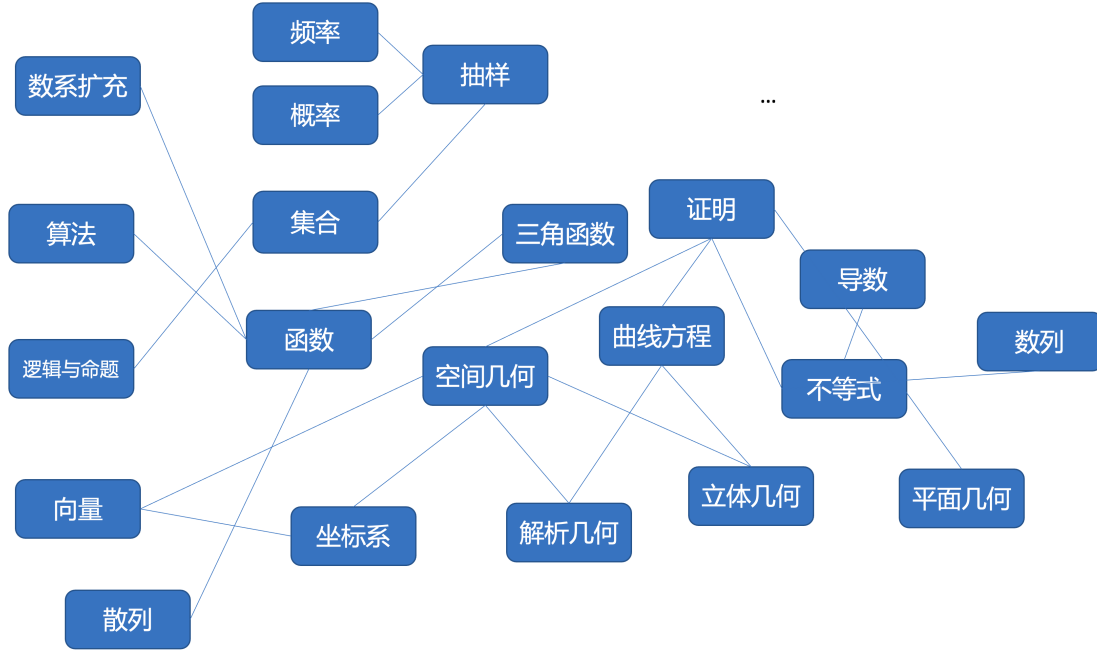 频率
数系扩充
抽样
概率
...
证明
集合
三角函数
算法
导数
函数
曲线方程
数列
逻辑与命题
空间几何
不等式
立体几何
平面几何
向量
坐标系
解析几何
散列